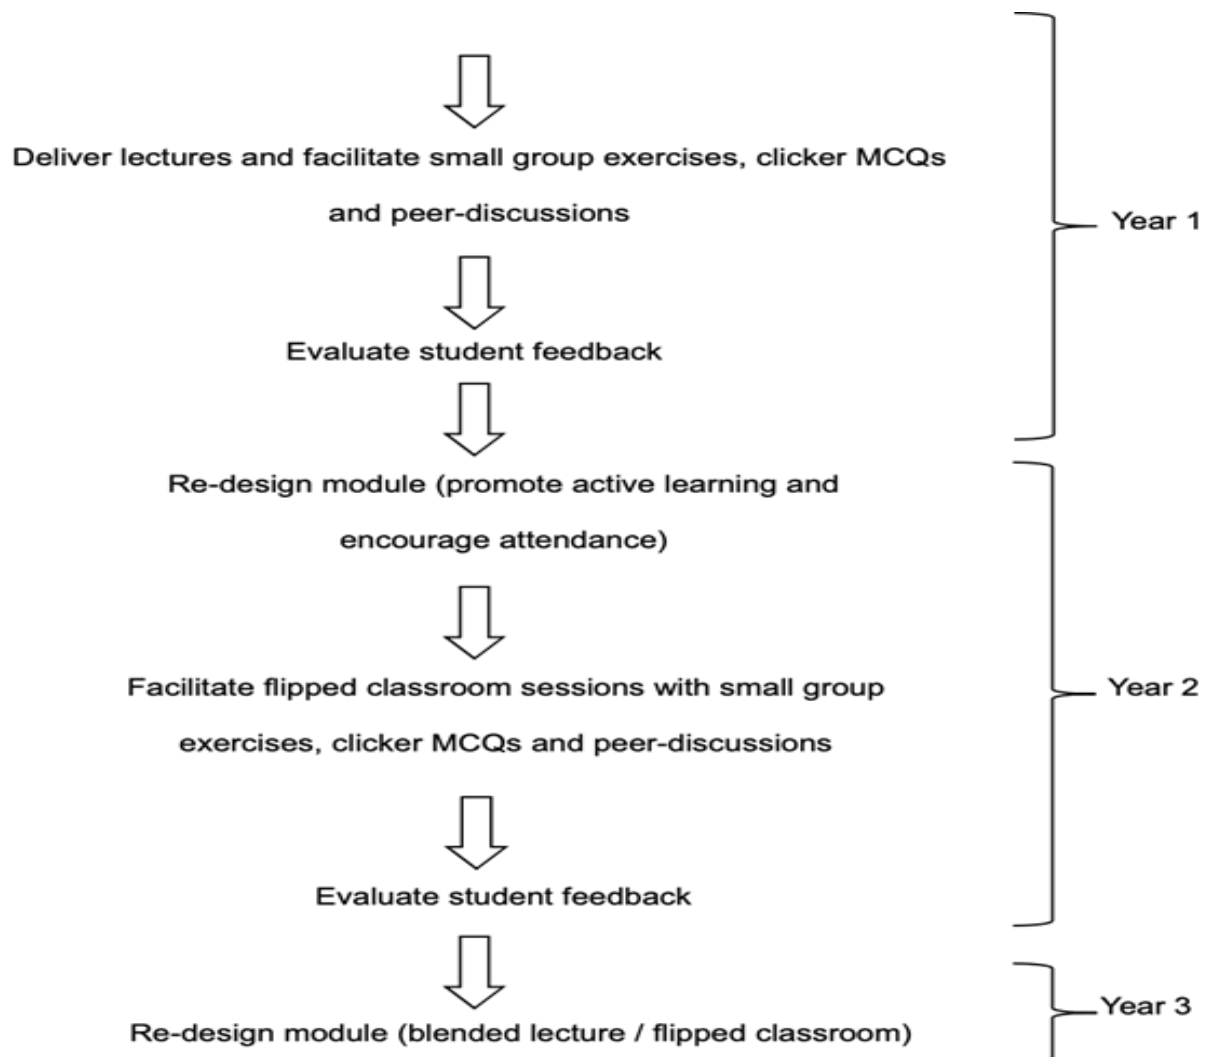 Deliver lectures and facilitate small group exercises, clicker MCQs
and peer-discussions
Year 1
Evaluate student feedback
Re-design module (promote active learning and
encourage attendance)
Facilitate flipped classroom sessions with small group
Year 2
exercises, clicker MCQs and peer-discussions
Evaluate student feedback
Year 3
Re-design module (blended lecture / flipped classroom)